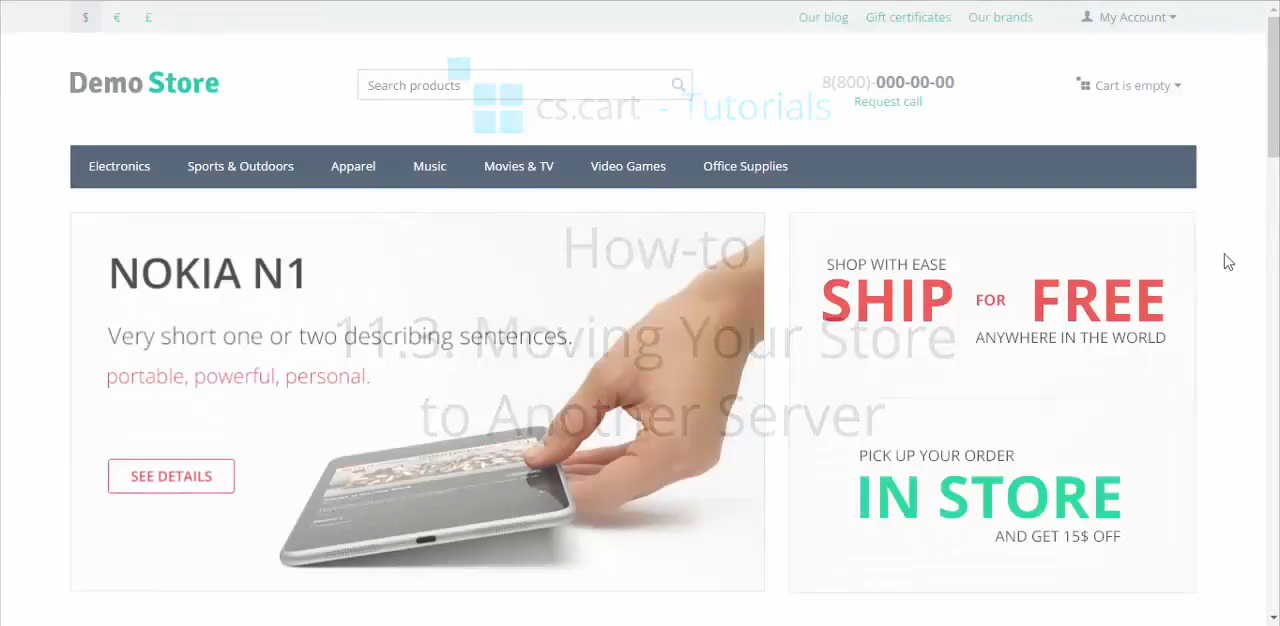 $ € £
Our blog Gift certificates Our brands My Account
Demo Store
Search products
8(800)-000-00-00
Request call
Cart is empty
cs.cart - Tutorials
Electronics Sports & Outdoors Apparel Music Movies & TV Video Games Office Supplies
How-to
11.3. Moving Your Store
to Another Server
NOKIA N1
Very short one or two describing sentences.
portable, powerful, personal.
SEE DETAILS
SHOP WITH EASE
SHIP FOR FREE
ANYWHERE IN THE WORLD
PICK UP YOUR ORDER
IN STORE
AND GET 15$ OFF